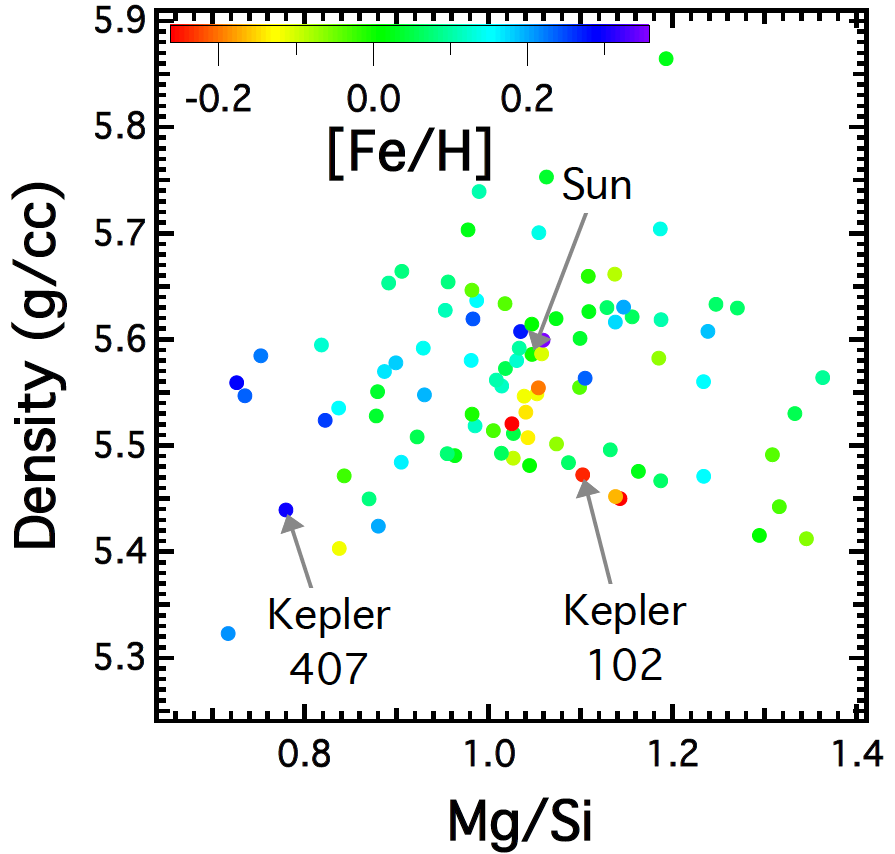 5.9
-0.2 0.0 0.2
[Fe/H]
5.8
Sun
5.7
5.6
5.5
5.4
5.3
Density (g/cc)
Kepler
407
Kepler
102
0.8 1.0 1.2 1.4
Mg/Si